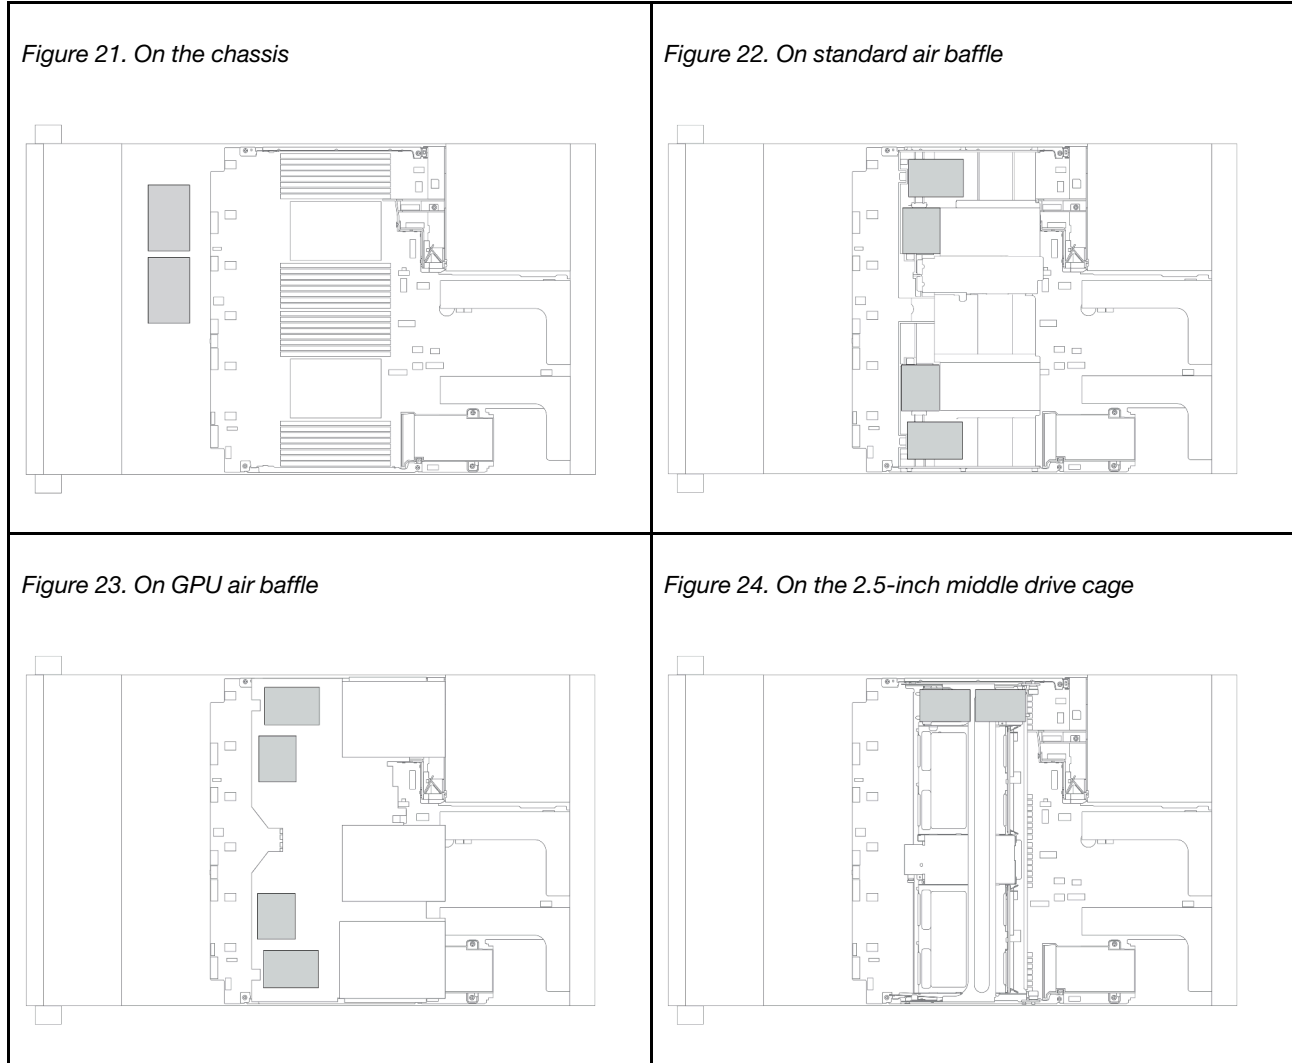 Figure 21. On the chassis
Figure 22. On standard air baffle
Figure 23. On GPU air baffle
Figure 24. On the 2.5-inch middle drive cage